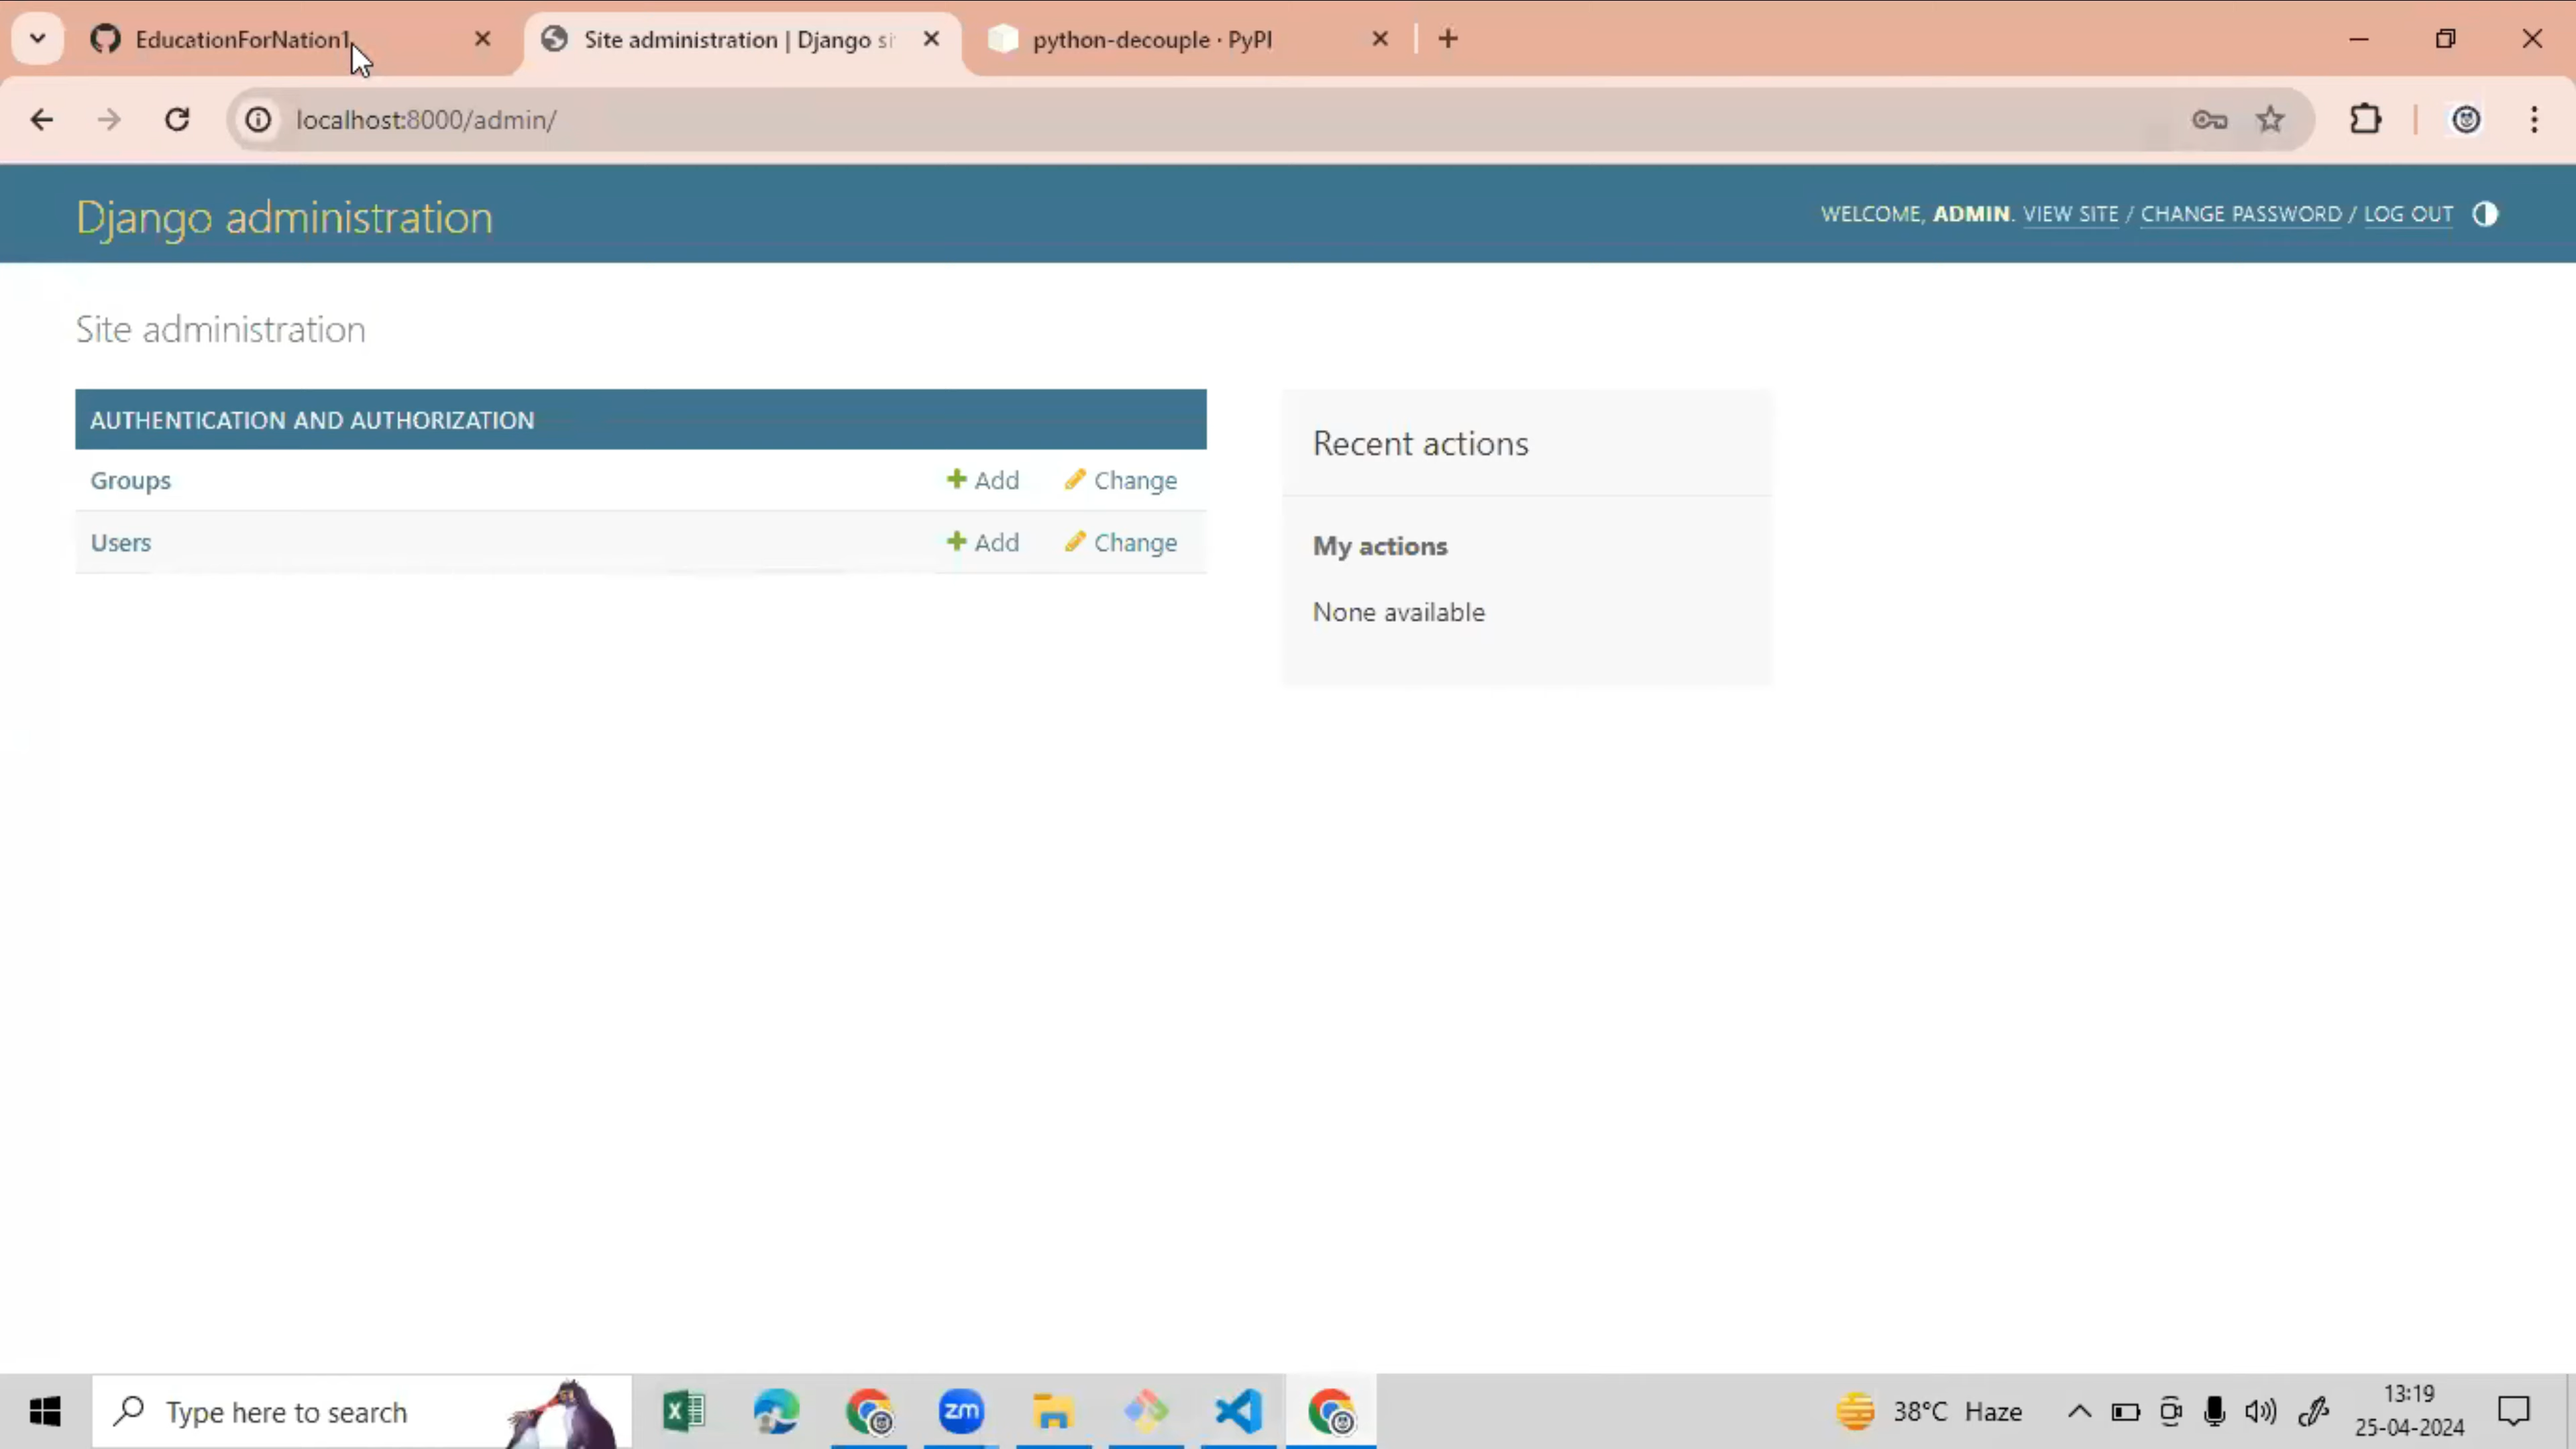 EducationForNation1
Site administration | Django si
python-decouple · PyPI
localhost:8000/admin/
Django administration
WELCOME, ADMIN. VIEW SITE / CHANGE PASSWORD / LOG OUT
Site administration
AUTHENTICATION AND AUTHORIZATION
Groups
Add
Change
Users
Add
Change
Recent actions
My actions
None available
Type here to search
zm
38°C Haze
13:19
25-04-2024